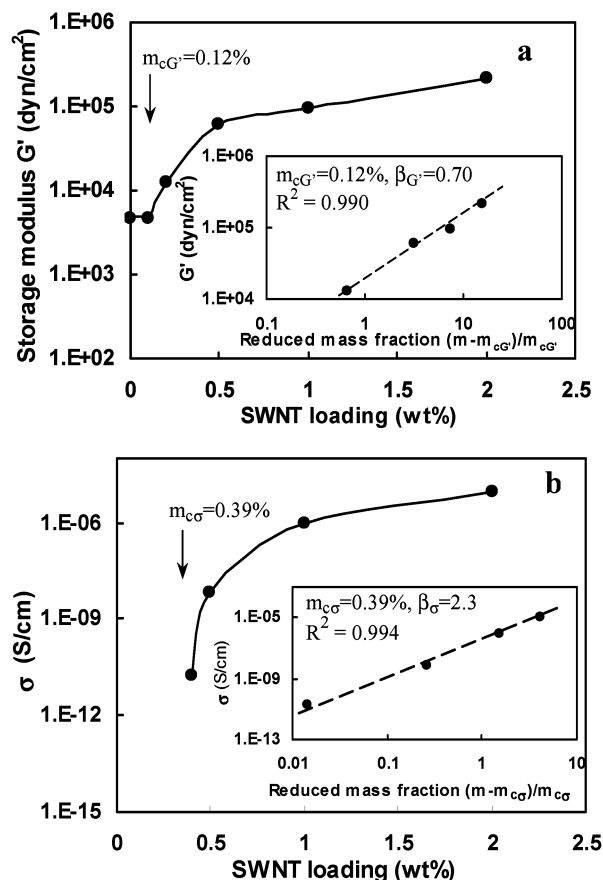 a
m_cG'=0.12%
Storage modulus G' (dyn/cm²)
1.E+06
1.E+05
1.E+04
1.E+03
1.E+02
0 0.5 1 1.5 2 2.5
SWNT loading (wt%)
m_cG'=0.12%, β_G'=0.70
R² = 0.990
G' (dyn/cm²)
1.E+06
1.E+05
1.E+04
0.1 1 10 100
Reduced mass fraction (m-m_cG')/m_cG'
b
m_cσ=0.39%
σ (S/cm)
1.E-06
1.E-09
1.E-12
1.E-15
0 0.5 1 1.5 2 2.5
SWNT loading (wt%)
m_cσ=0.39%, β_σ=2.3
R² = 0.994
σ (S/cm)
1.E-05
1.E-09
1.E-13
0.01 0.1 1 10
Reduced mass fraction (m-m_cσ)/m_cσ